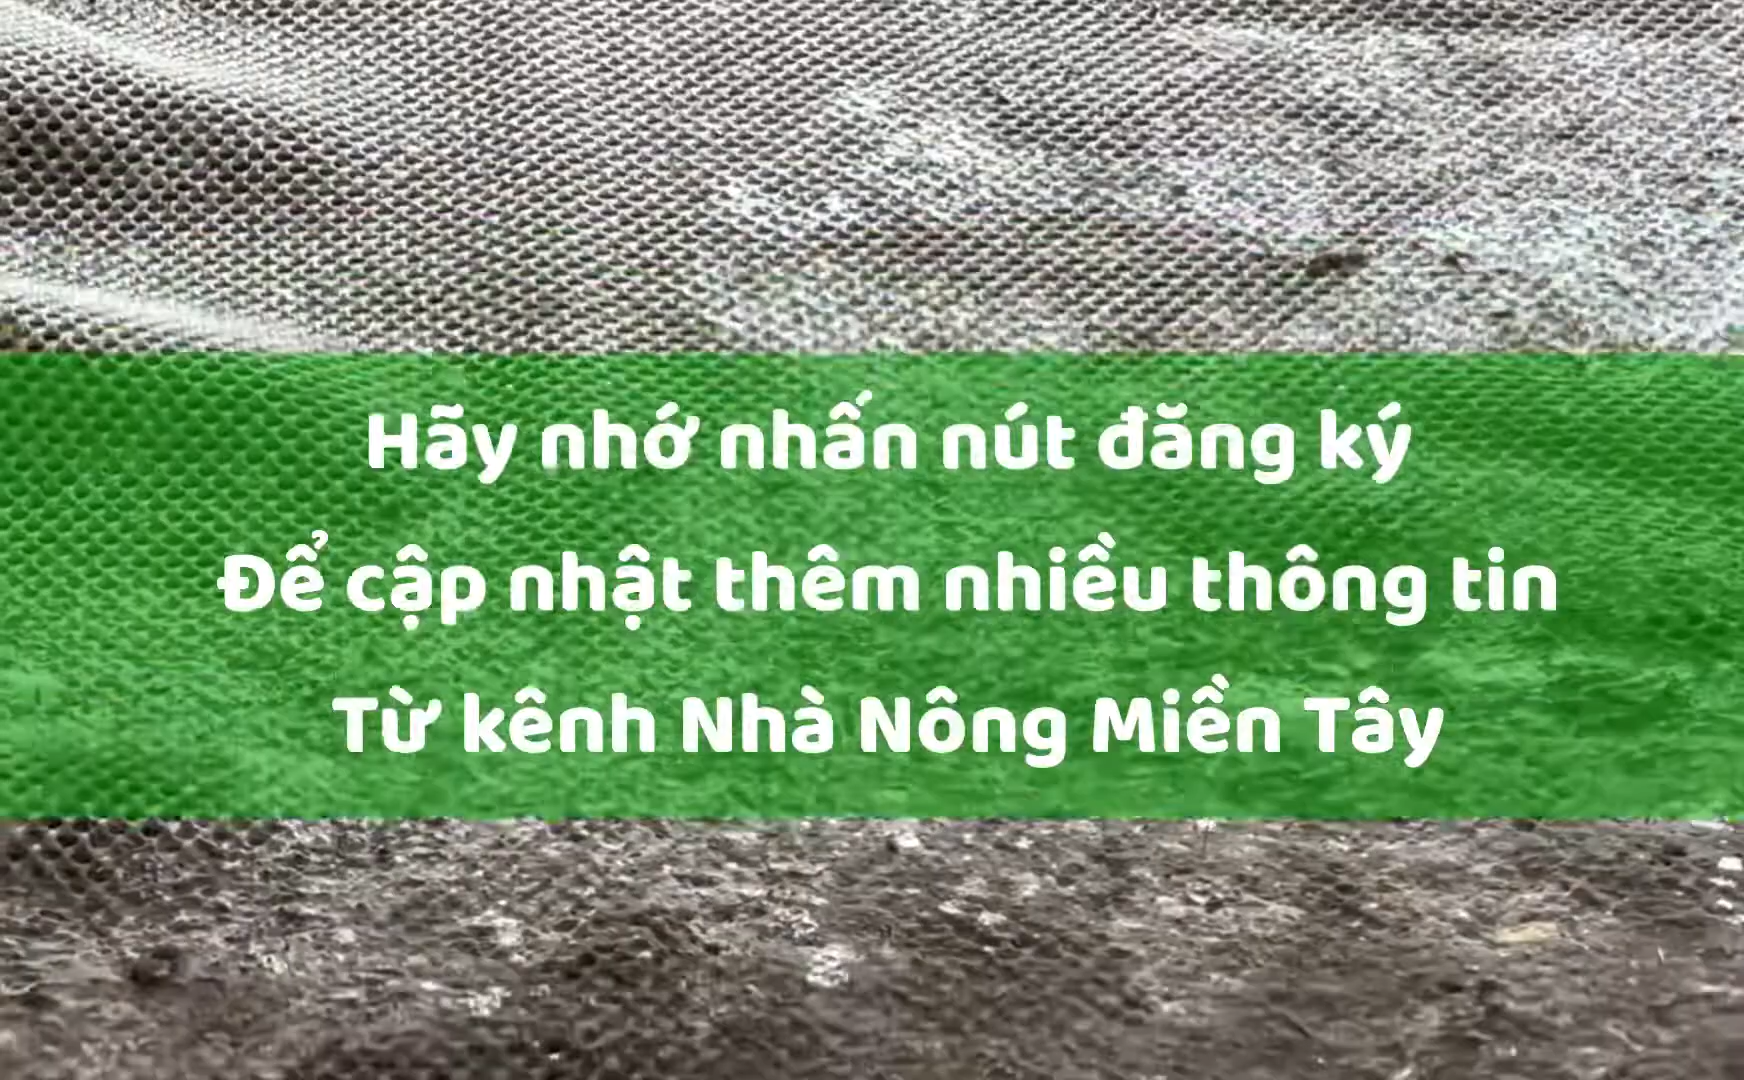 Hãy nhớ nhấn nút đăng ký
Để cập nhật thêm nhiều thông tin
Từ kênh Nhà Nông Miền Tây